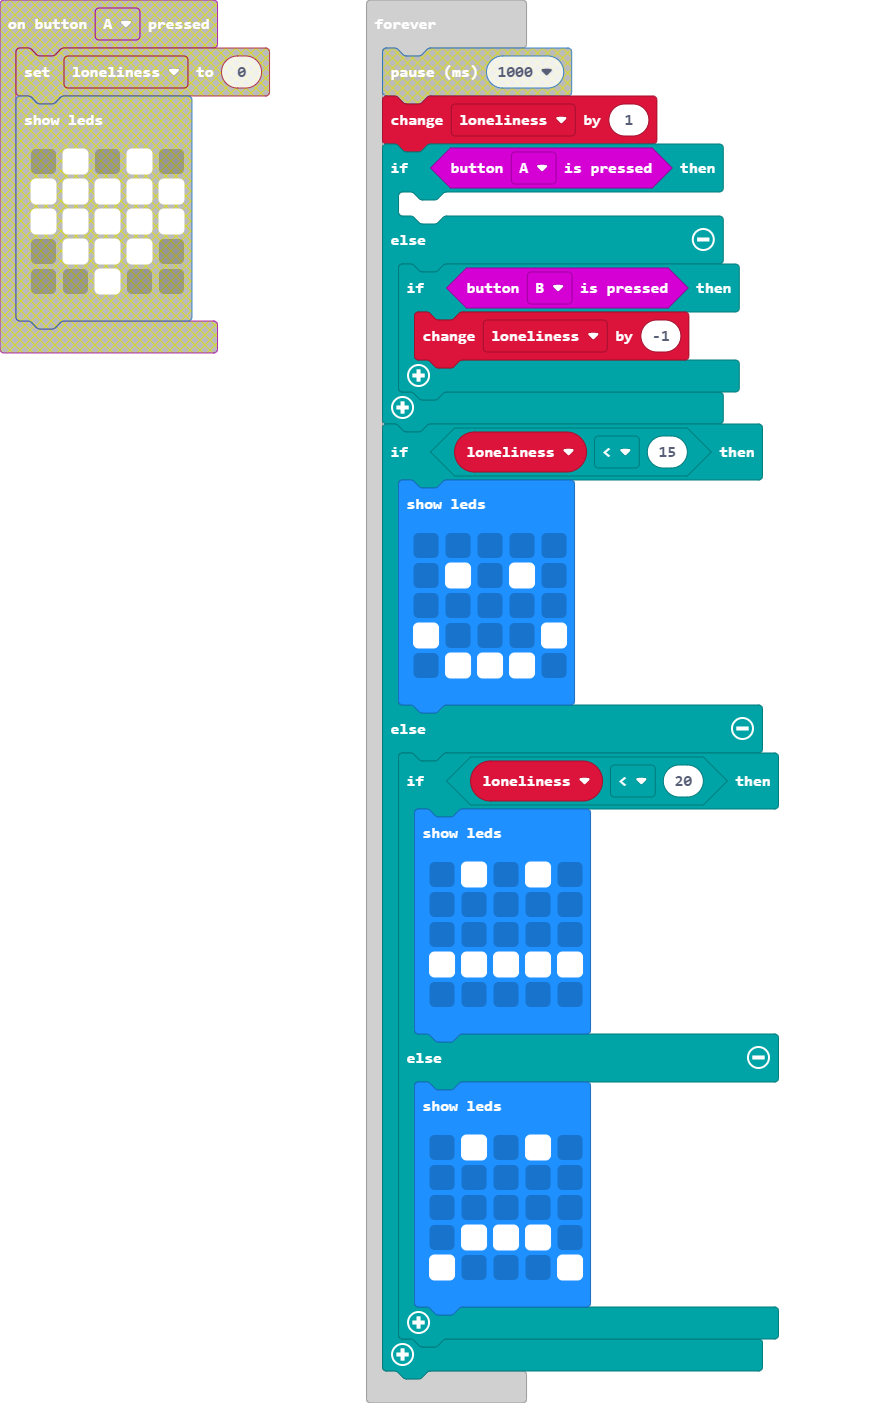 on button A pressed
set loneliness to 0
show leds
forever
pause (ms) 1000
change loneliness by 1
if button A is pressed then
else
if button B is pressed then
change loneliness by -1
if loneliness < 15 then
show leds
else
if loneliness < 20 then
show leds
else
show leds